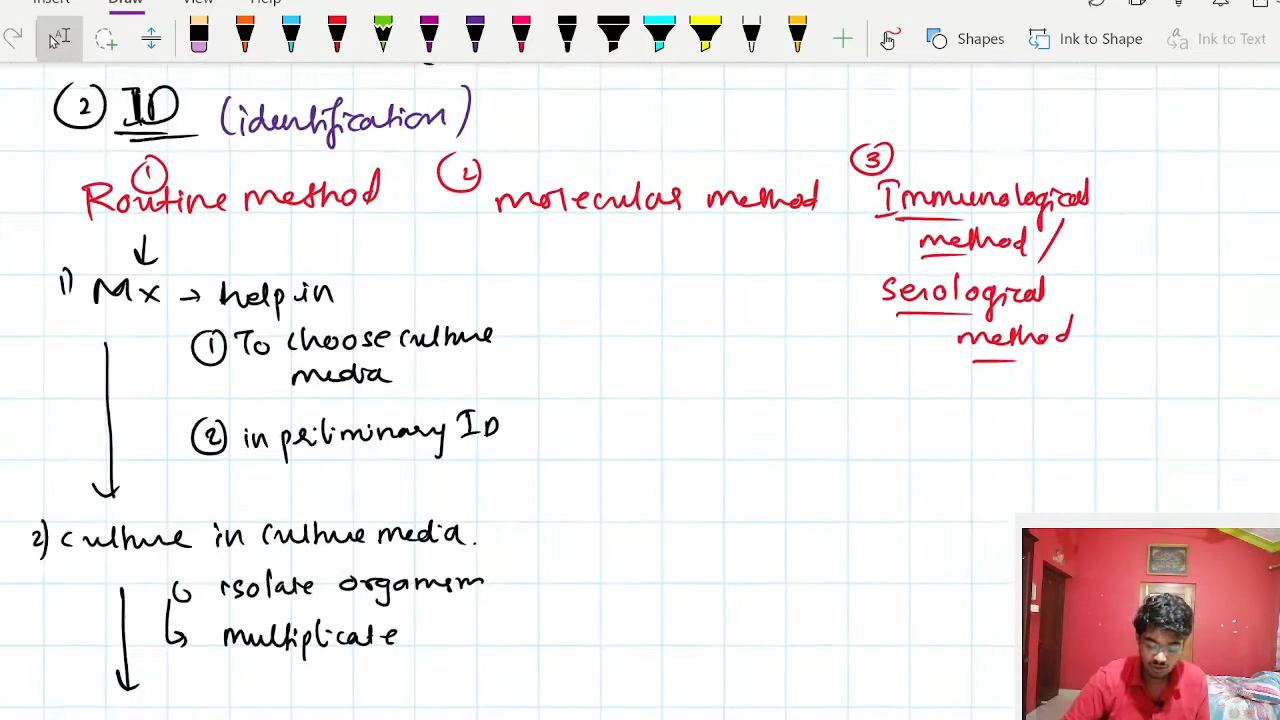 Insert Draw View Help
Shapes Ink to Shape Ink to Text
② ID (identification)
① Routine method
② molecular method
③ Immunological
method /
Serological
method
1) Mx → help in
① To choose culture
media
② in preliminary ID
2) culture in culture media.
isolate organism
multiplicate